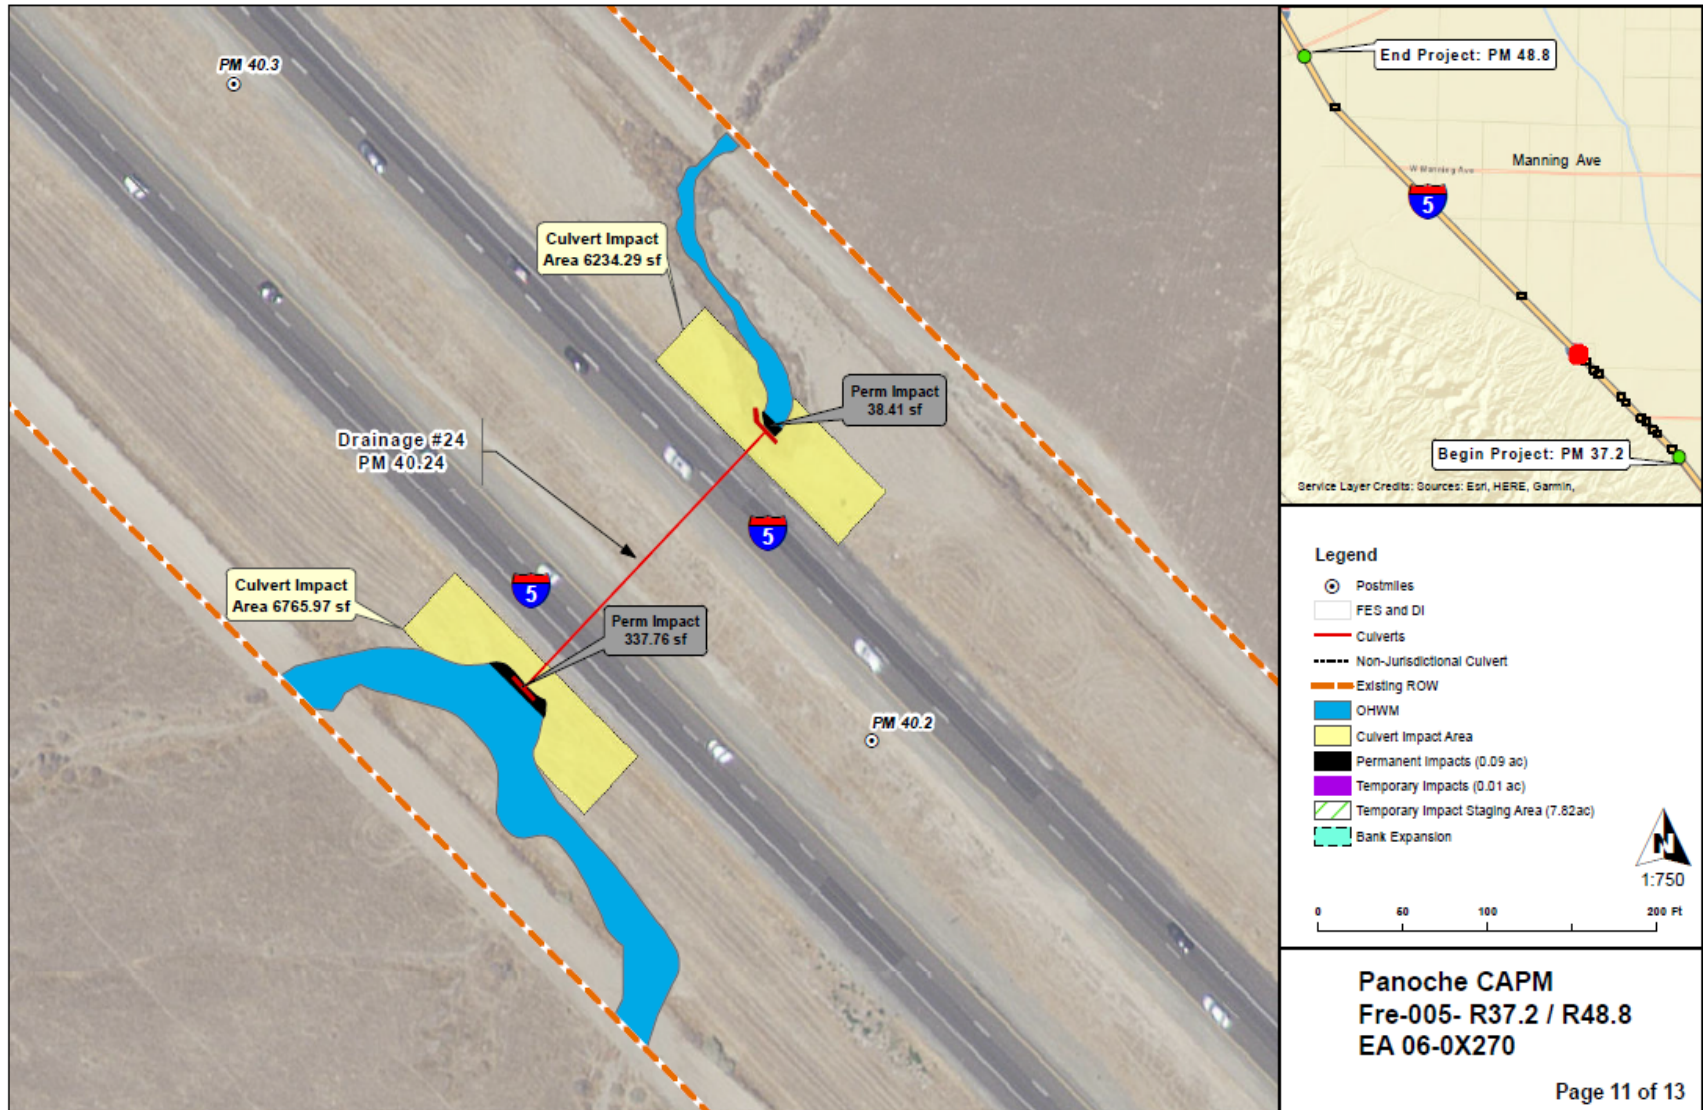 PM 40.3
Culvert Impact
Area 6234.29 sf
Perm Impact
38.41 sf
Drainage #24
PM 40.24
5
5
Culvert Impact
Area 6765.97 sf
Perm Impact
337.76 sf
PM 40.2
End Project: PM 48.8
Manning Ave
W Manning Ave
5
Begin Project: PM 37.2
Service Layer Credits: Sources: Esri, HERE, Garmin,
Legend
Postmiles
FES and DI
Culverts
Non-Jurisdictional Culvert
Existing ROW
OHWM
Culvert Impact Area
Permanent Impacts (0.09 ac)
Temporary Impacts (0.01 ac)
Temporary Impact Staging Area (7.82ac)
Bank Expansion
N
1:750
0 50 100 200 Ft
Panoche CAPM
Fre-005- R37.2 / R48.8
EA 06-0X270
Page 11 of 13